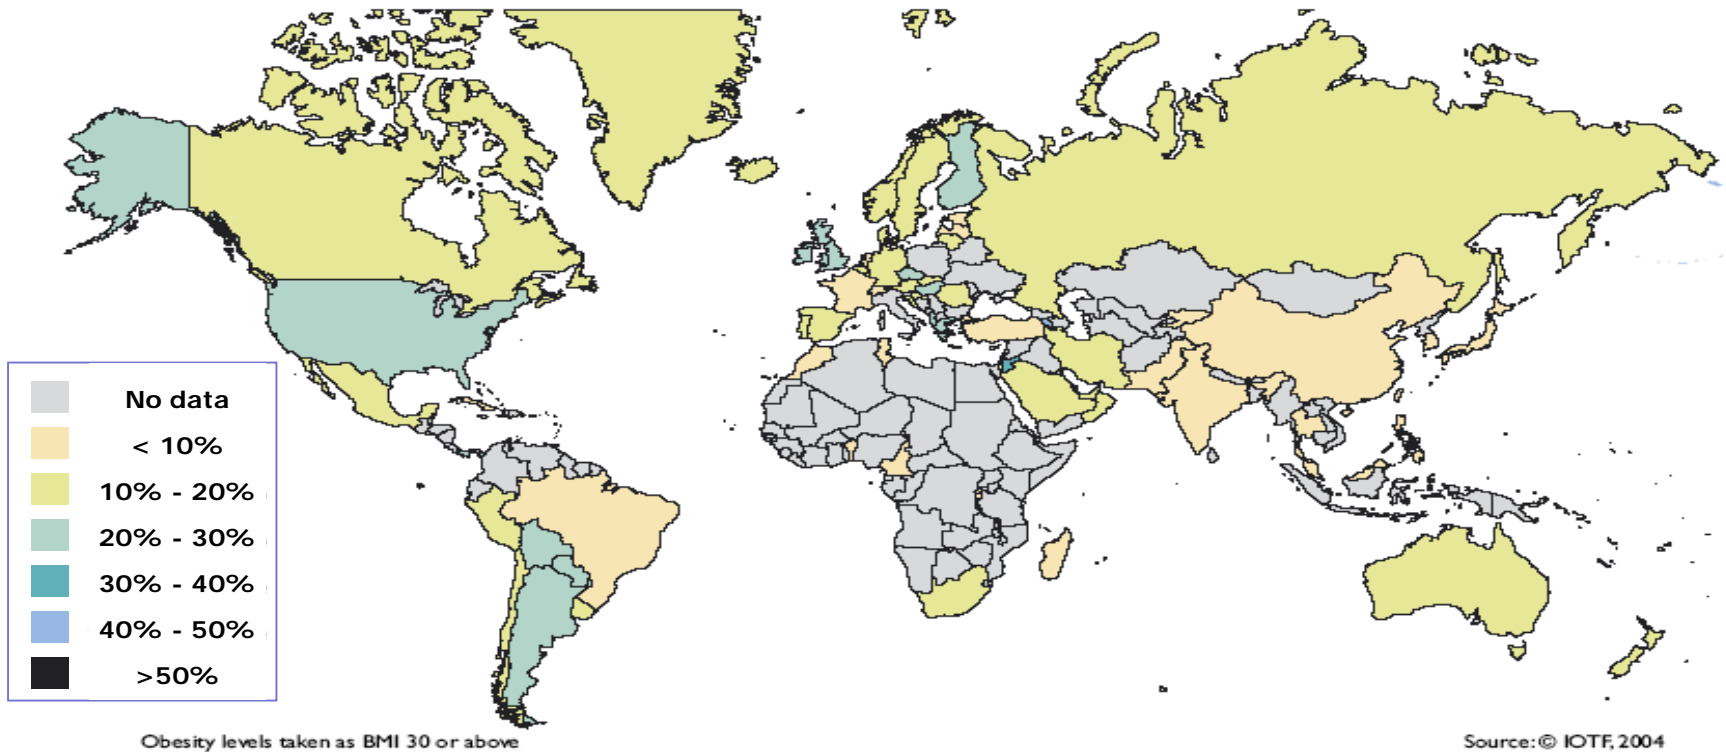 No data
< 10%
10% - 20%
20% - 30%
30% - 40%
40% - 50%
>50%
Obesity levels taken as BMI 30 or above
Source: © IOTF, 2004